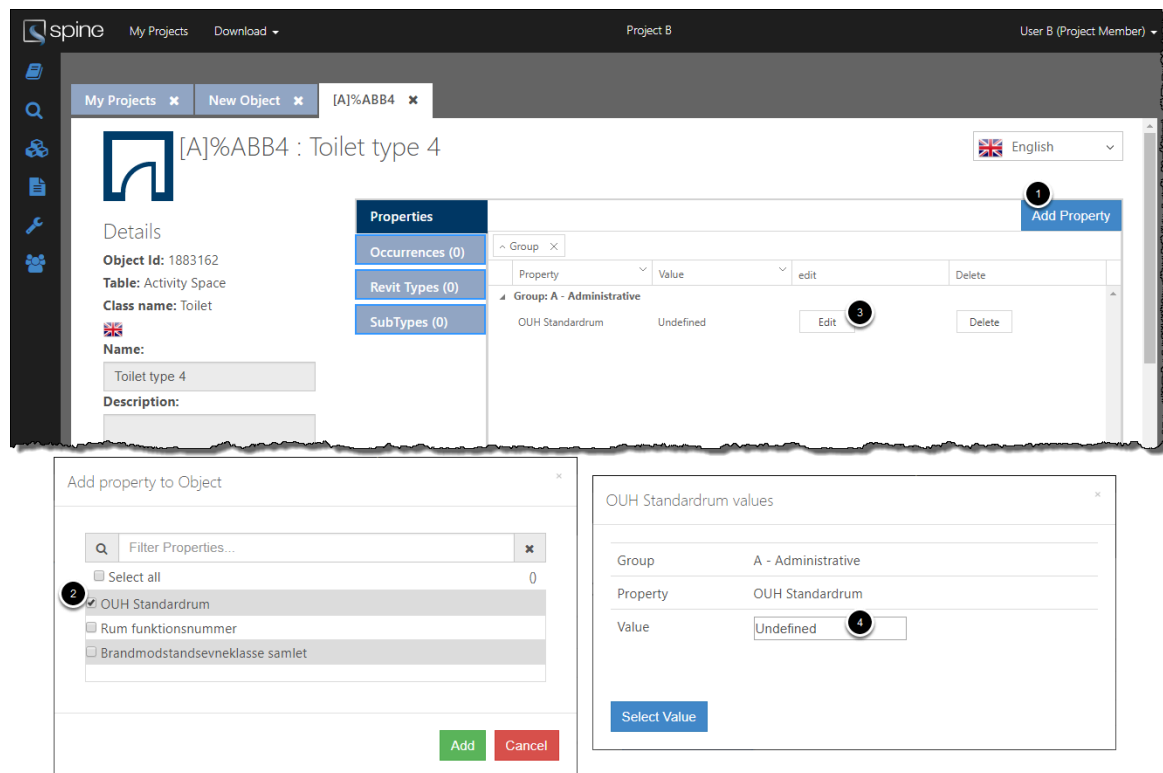 spine My Projects Download Project B User B (Project Member)
My Projects × New Object × [A]%ABB4 ×
[A]%ABB4 : Toilet type 4
English
1
Add Property
Details
Object Id: 1883162
Table: Activity Space
Class name: Toilet
Name:
Toilet type 4
Description:
Properties
Occurrences (0)
Revit Types (0)
SubTypes (0)
Group ×
Property Value edit Delete
Group: A - Administrative
OUH Standardrum Undefined Edit 3 Delete
Add property to Object ×
Filter Properties...
Select all ()
2
OUH Standardrum
Rum funktionsnummer
Brandmodstandsevneklasse samlet
Add Cancel
OUH Standardrum values ×
Group A - Administrative
Property OUH Standardrum
Value Undefined 4
Select Value